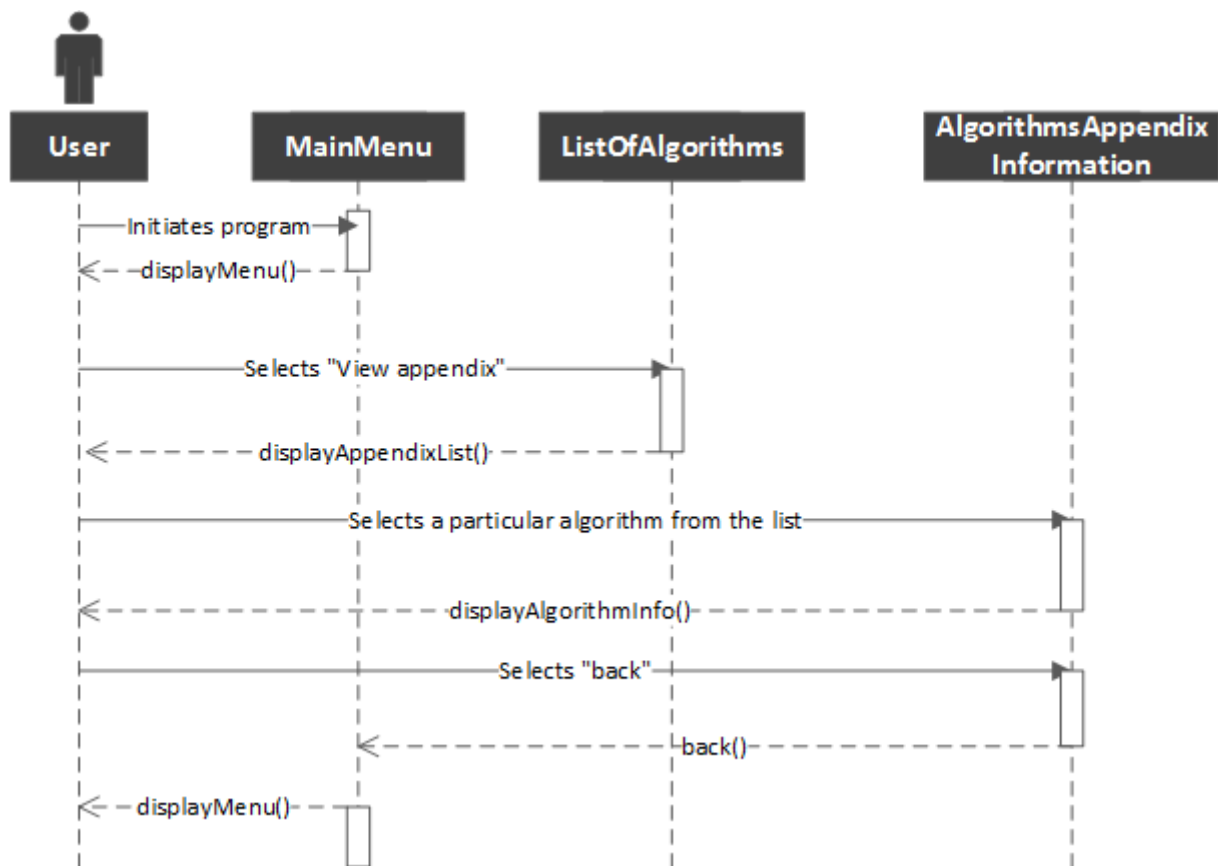 User
MainMenu
ListOfAlgorithms
AlgorithmsAppendix
Information
Initiates program
displayMenu()
Selects "View appendix"
displayAppendixList()
Selects a particular algorithm from the list
displayAlgorithmInfo()
Selects "back"
back()
displayMenu()